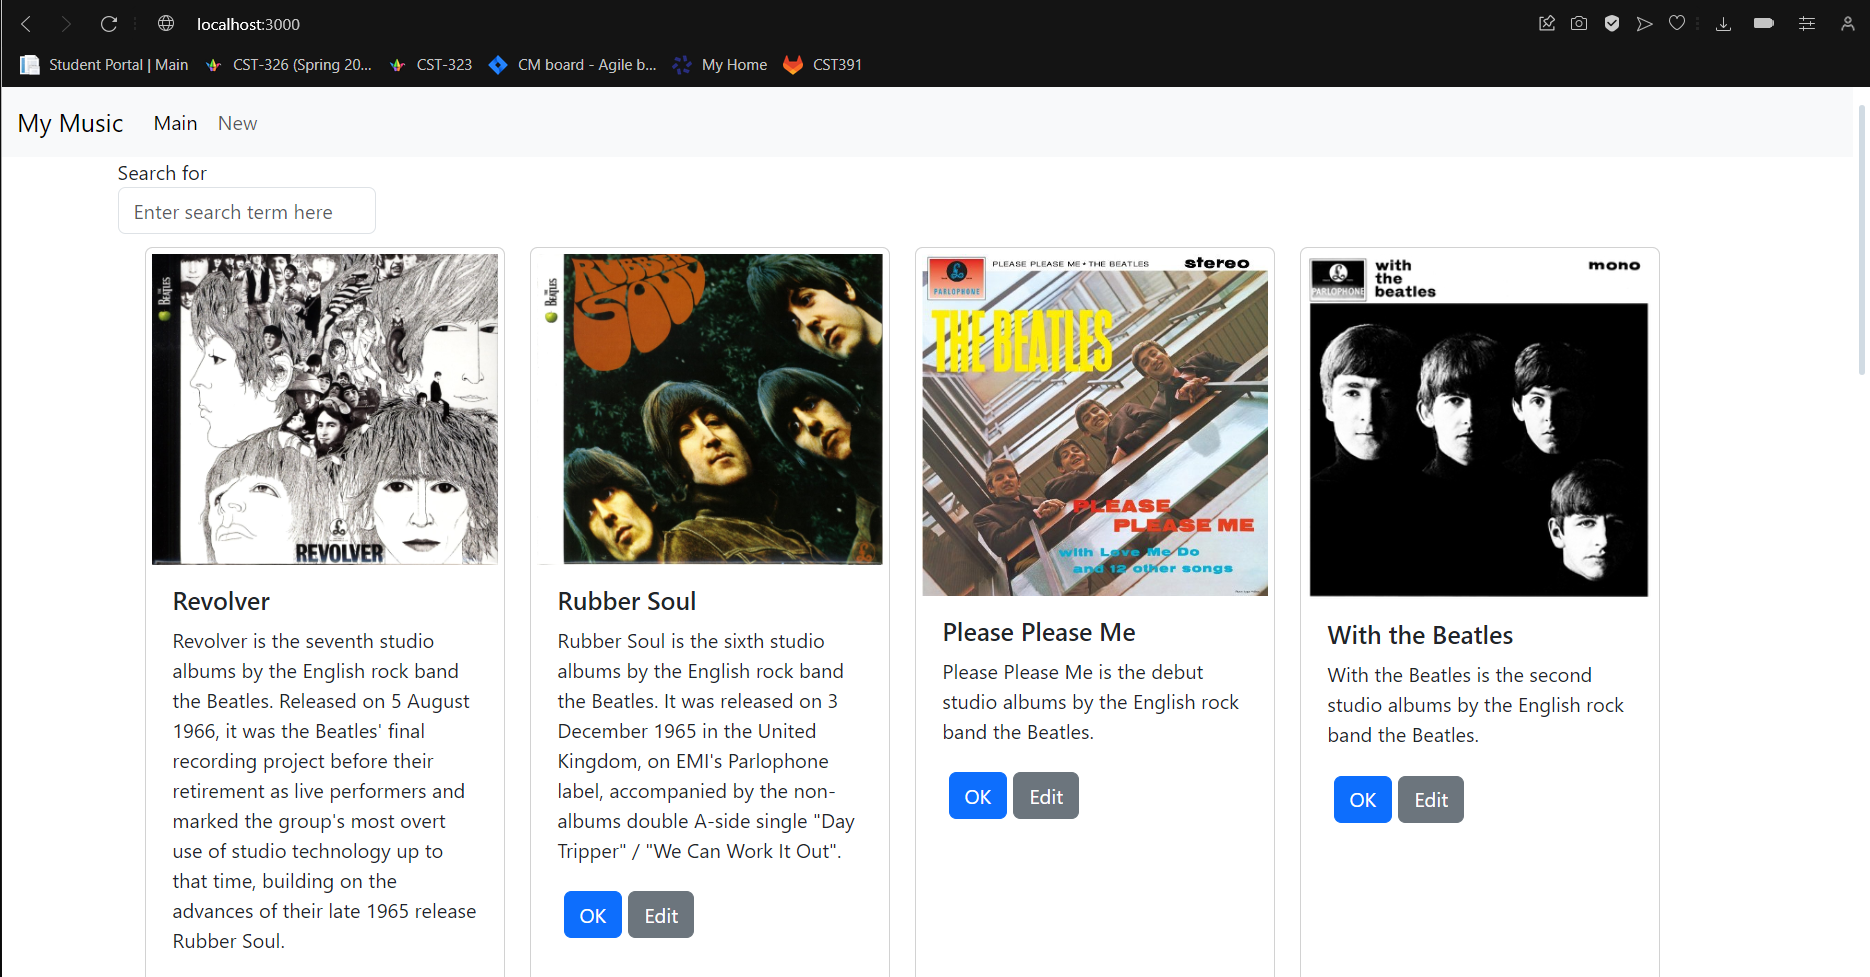 localhost:3000
Student Portal | Main
CST-326 (Spring 20...
CST-323
CM board - Agile b...
My Home
CST391
My Music
Main
New
Search for
Enter search term here
THE BEATLES
REVOLVER
Revolver
Revolver is the seventh studio
albums by the English rock band
the Beatles. Released on 5 August
1966, it was the Beatles' final
recording project before their
retirement as live performers and
marked the group's most overt
use of studio technology up to
that time, building on the
advances of their late 1965 release
Rubber Soul.
THE BEATLES
RUBBER
SOUL
Rubber Soul
Rubber Soul is the sixth studio
albums by the English rock band
the Beatles. It was released on 3
December 1965 in the United
Kingdom, on EMI's Parlophone
label, accompanied by the non-
albums double A-side single "Day
Tripper" / "We Can Work It Out".
OK
Edit
PARLOPHONE
PLEASE PLEASE ME • THE BEATLES
stereo
THE BEATLES
PLEASE
PLEASE ME
with Love Me Do
and 12 other songs
Please Please Me
Please Please Me is the debut
studio albums by the English rock
band the Beatles.
OK
Edit
PARLOPHONE
with
the
beatles
mono
With the Beatles
With the Beatles is the second
studio albums by the English rock
band the Beatles.
OK
Edit